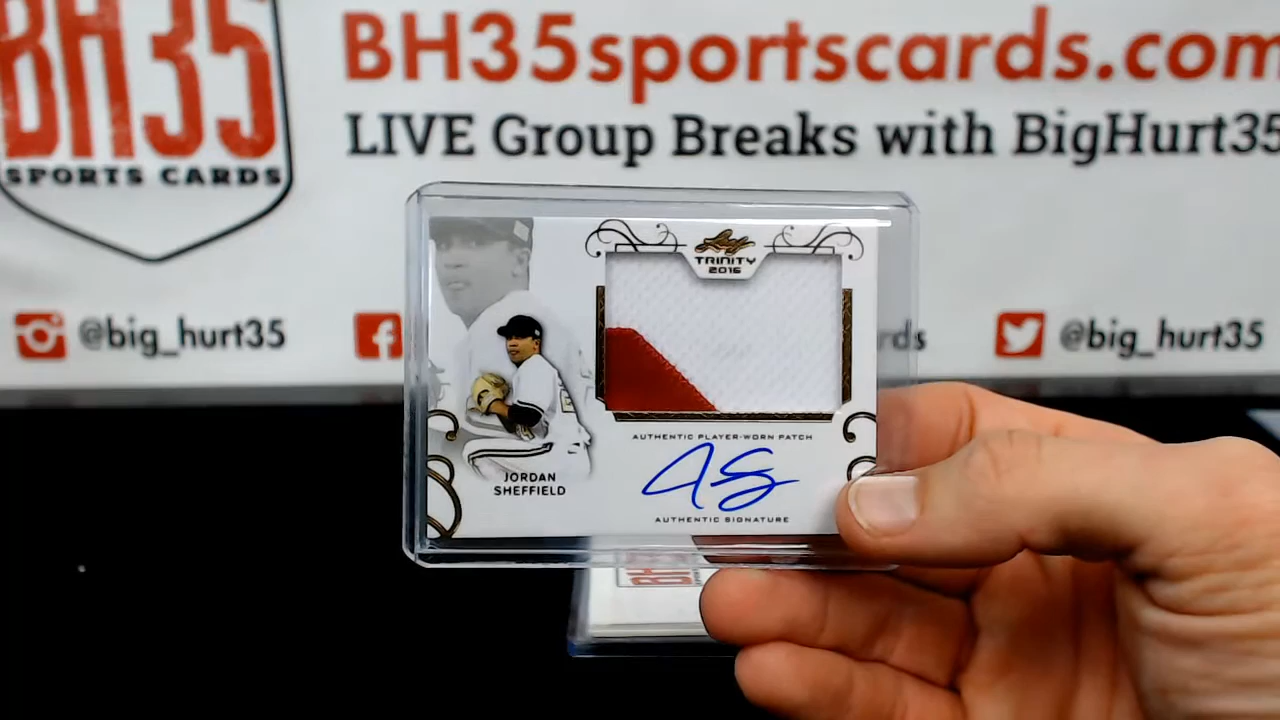 BH35
SPORTS CARDS
BH35sportscards.com
LIVE Group Breaks with BigHurt35
@big_hurt35
@big_hurt35
Leaf
TRINITY
2016
AUTHENTIC PLAYER-WORN PATCH
JORDAN
SHEFFIELD
AUTHENTIC SIGNATURE